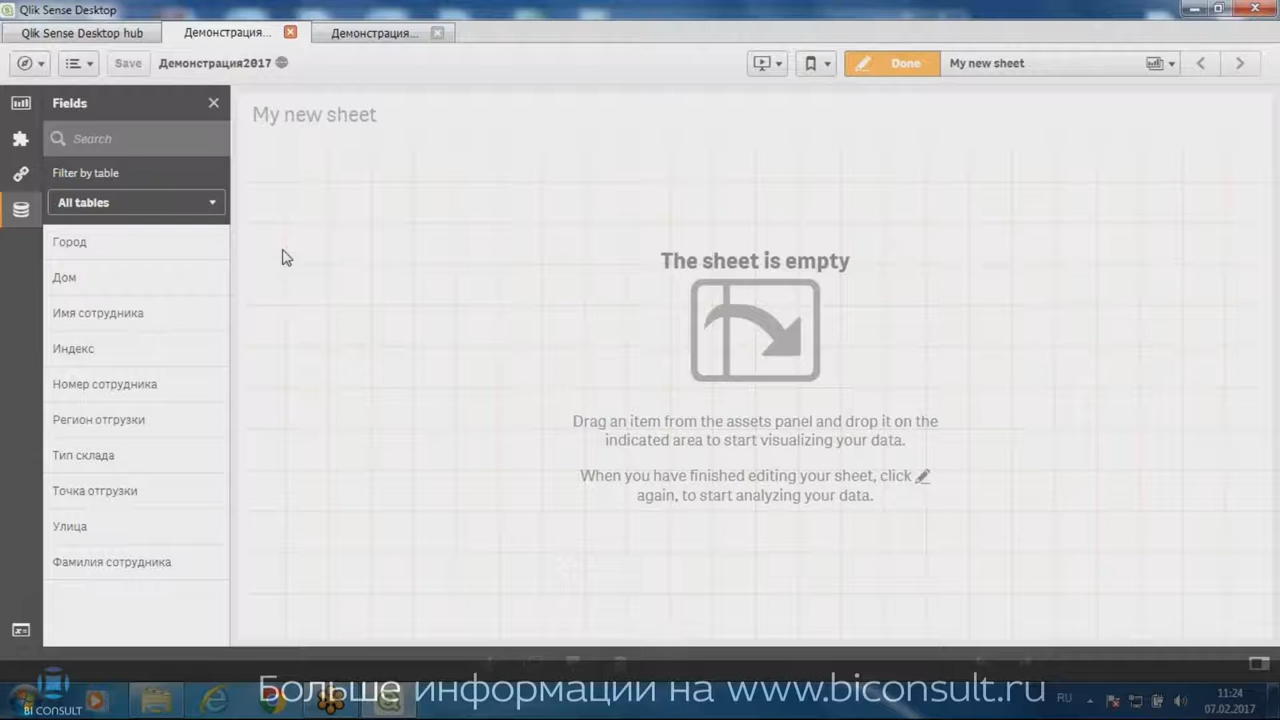 Qlik Sense Desktop
Qlik Sense Desktop hub
Демонстрация...
Демонстрация...
Save
Демонстрация2017
Done
My new sheet
Fields
My new sheet
Search
Filter by table
All tables
Город
Дом
Имя сотрудника
Индекс
Номер сотрудника
Регион отгрузки
Тип склада
Точка отгрузки
Улица
Фамилия сотрудника
The sheet is empty
Drag an item from the assets panel and drop it on the
indicated area to start visualizing your data.
When you have finished editing your sheet, click
again, to start analyzing your data.
Больше информации на www.biconsult.ru
BI CONSULT
RU
11:24
07.02.2017